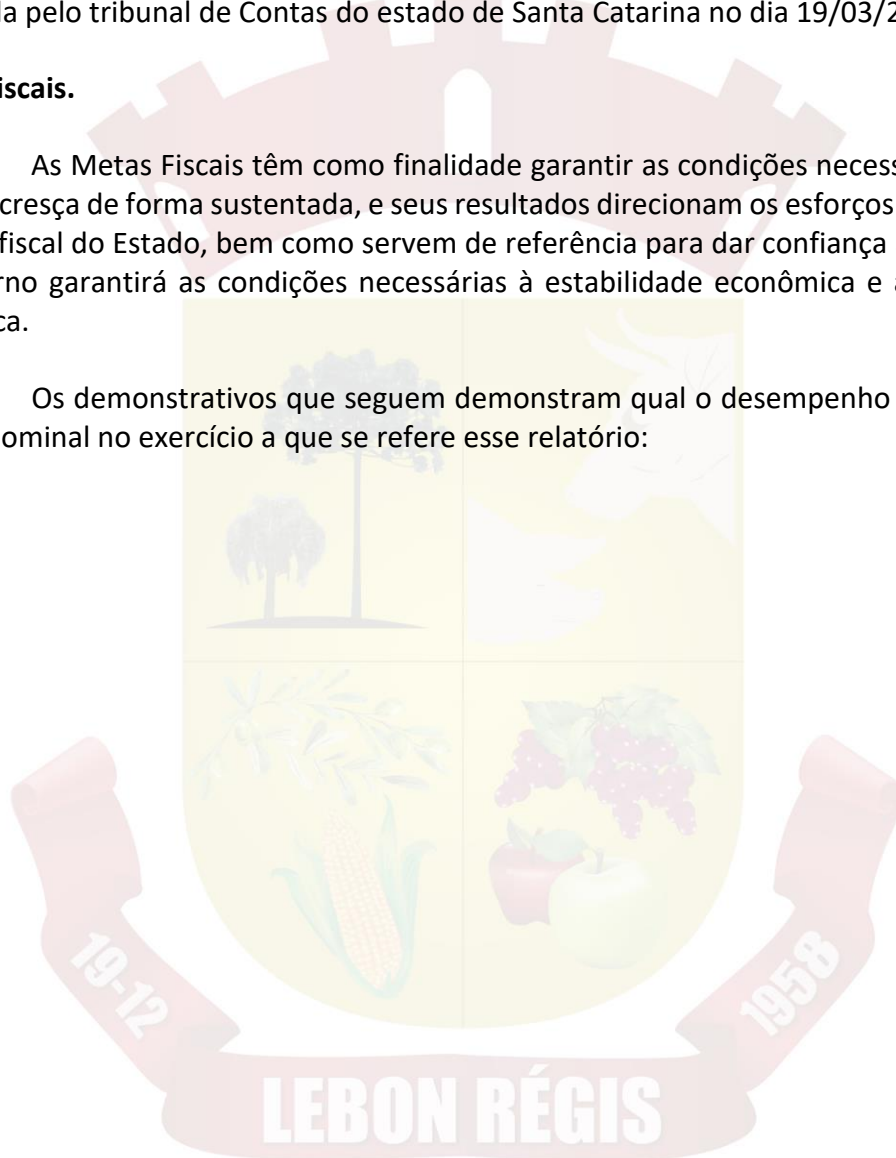 da pelo tribunal de Contas do estado de Santa Catarina no dia 19/03/2
iscais.
As Metas Fiscais têm como finalidade garantir as condições necess
cresça de forma sustentada, e seus resultados direcionam os esforços
fiscal do Estado, bem como servem de referência para dar confiança
rno garantirá as condições necessárias à estabilidade econômica e
ca.
Os demonstrativos que seguem demonstram qual o desempenho
ominal no exercício a que se refere esse relatório:
19-12
1958
LEBON RÉGIS